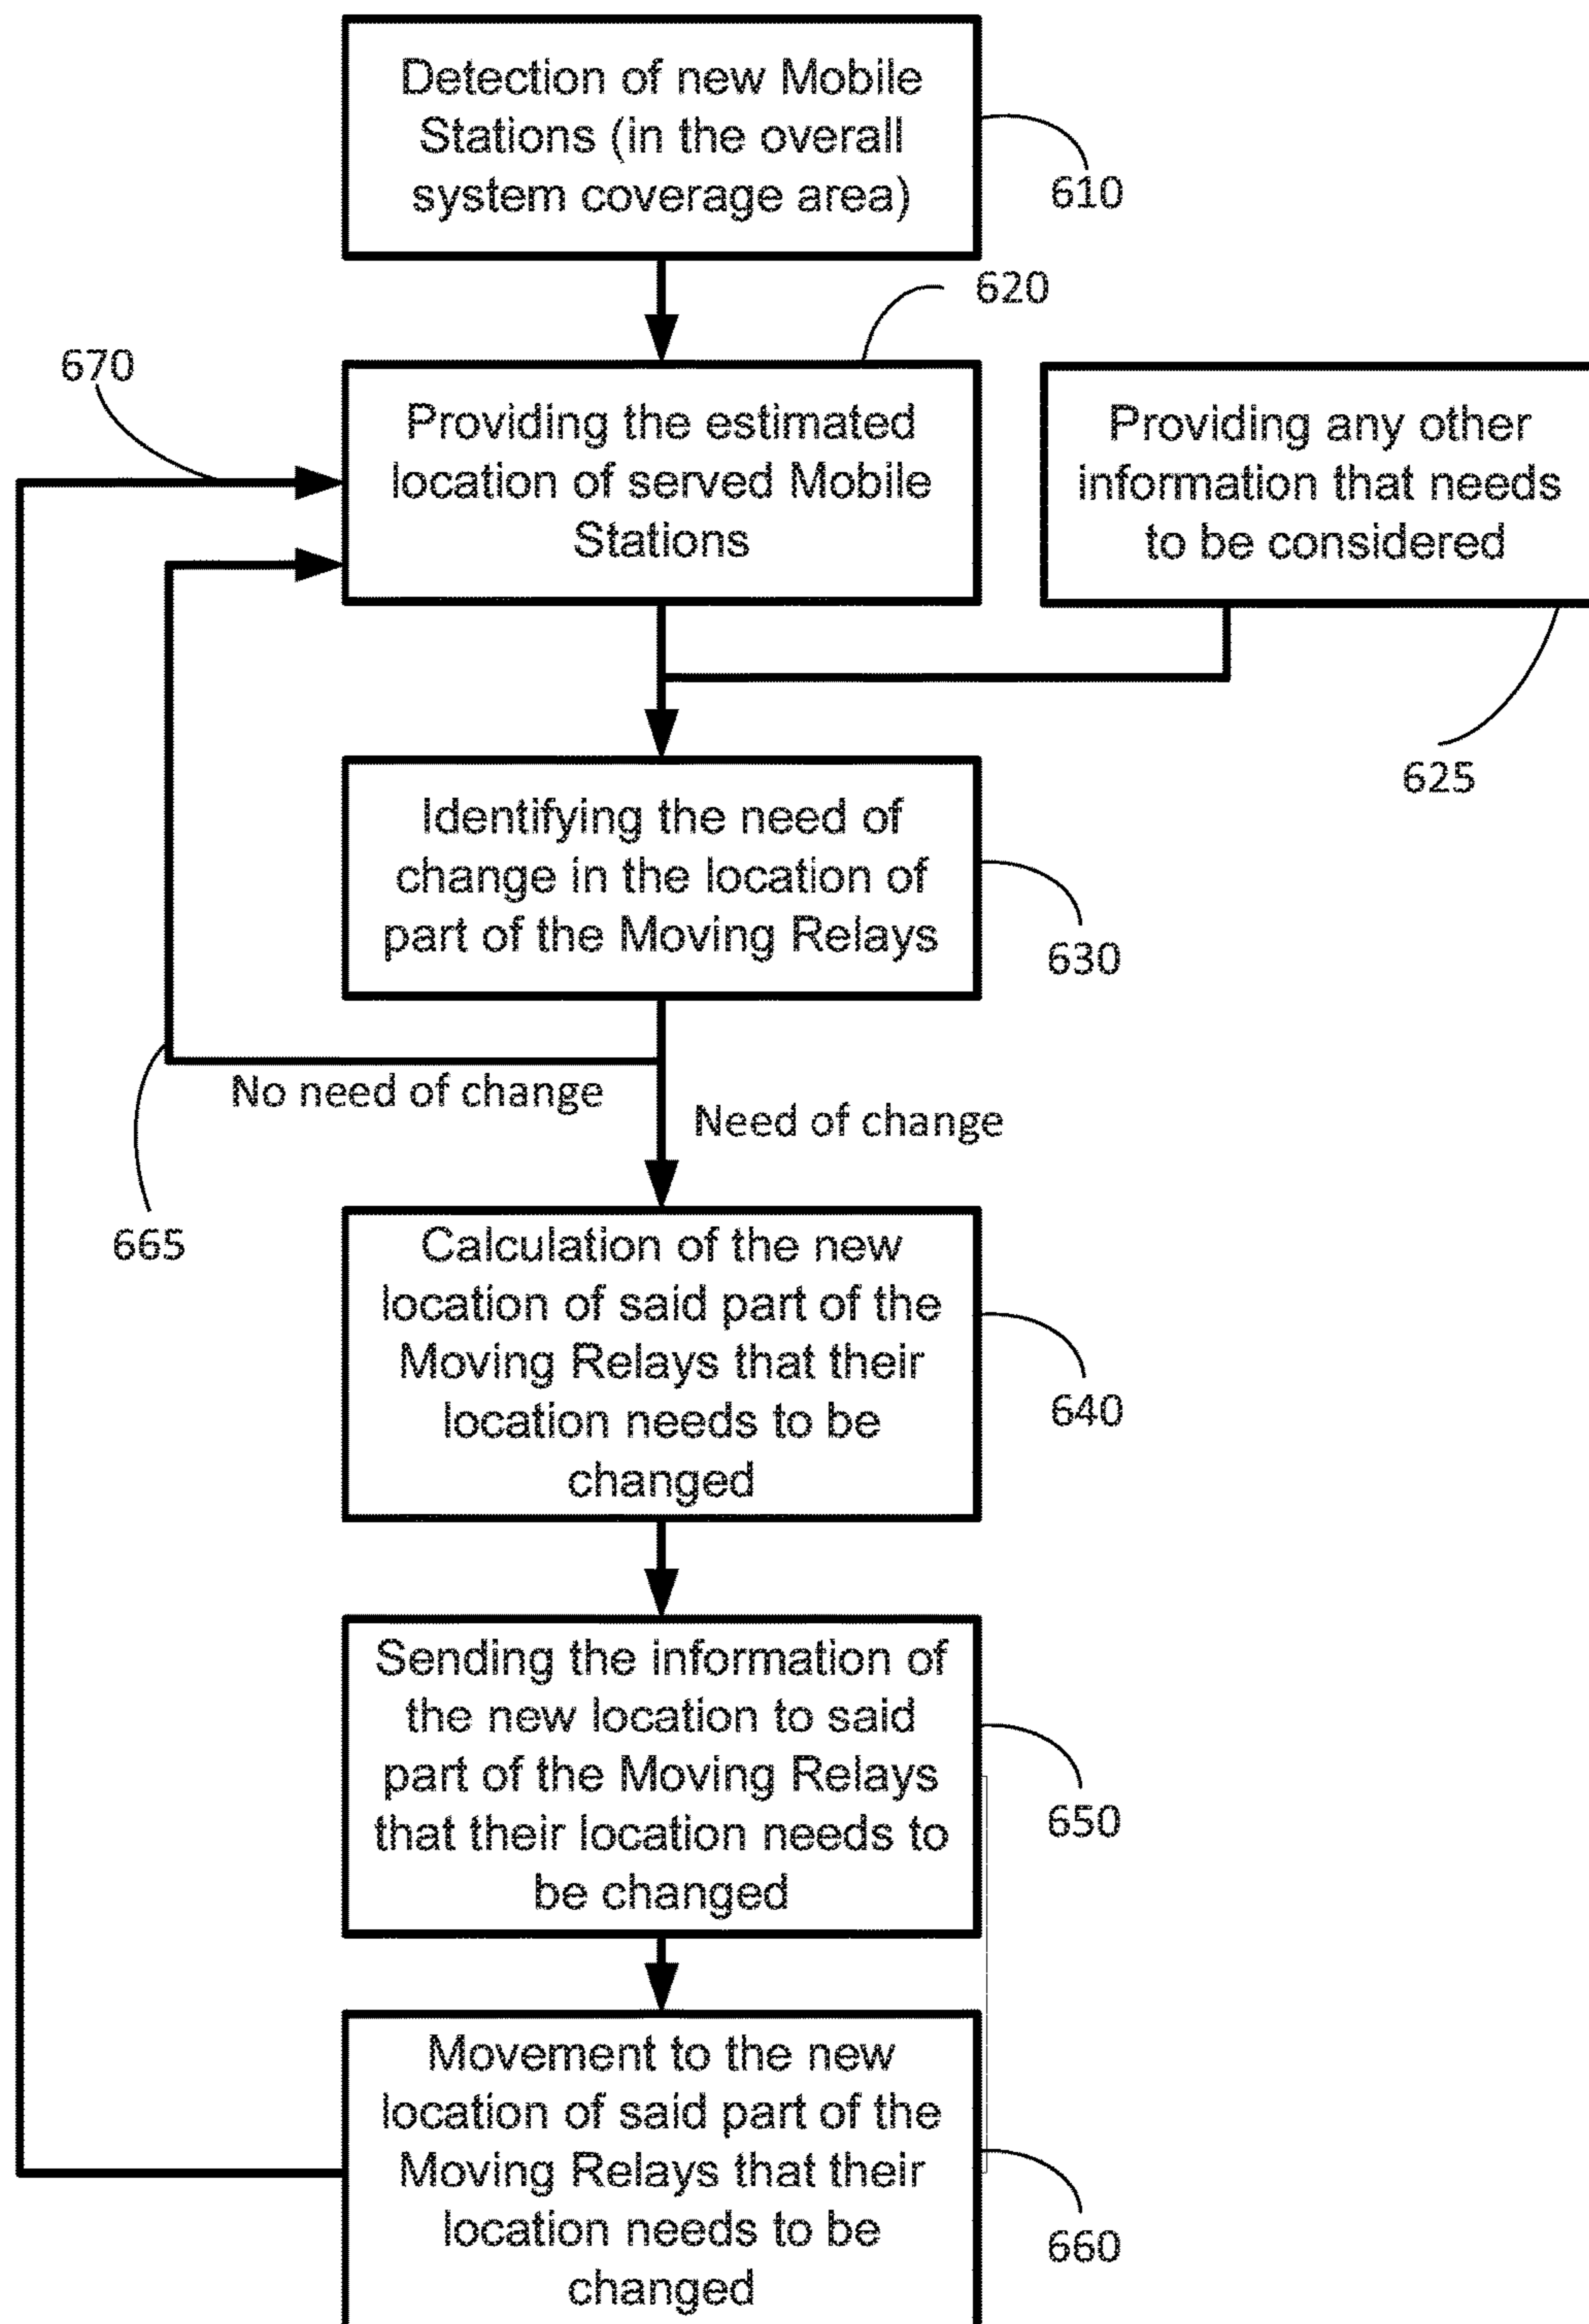 Detection of new Mobile
Stations (in the overall
system coverage area)
610
620
670
Providing the estimated
location of served Mobile
Stations
Providing any other
information that needs
to be considered
625
Identifying the need of
change in the location of
part of the Moving Relays
630
No need of change
Need of change
665
Calculation of the new
location of said part of the
Moving Relays that their
location needs to be
changed
640
Sending the information of
the new location to said
part of the Moving Relays
that their location needs to
be changed
650
Movement to the new
location of said part of the
Moving Relays that their
location needs to be
changed
660